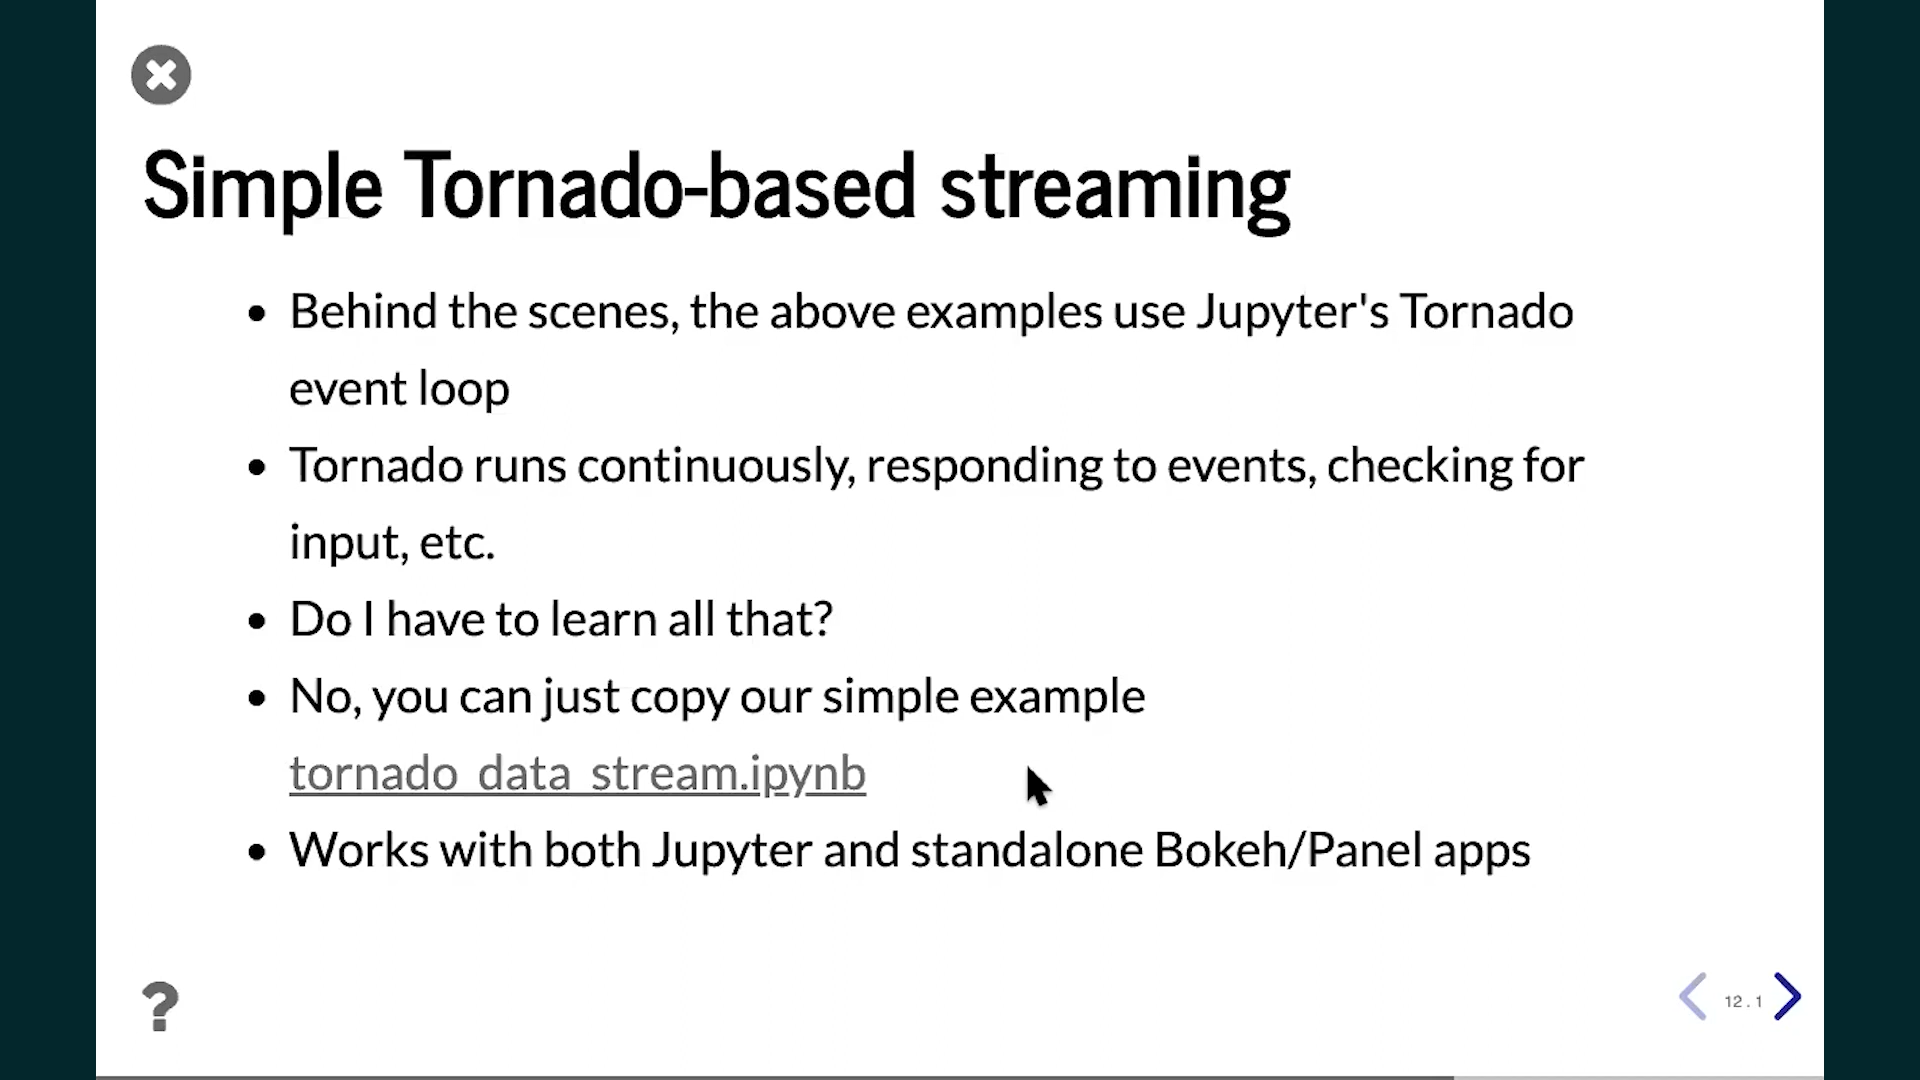 Simple Tornado-based streaming
• Behind the scenes, the above examples use Jupyter's Tornado
event loop
• Tornado runs continuously, responding to events, checking for
input, etc.
• Do I have to learn all that?
• No, you can just copy our simple example
tornado_data_stream.ipynb
• Works with both Jupyter and standalone Bokeh/Panel apps
?
12.1